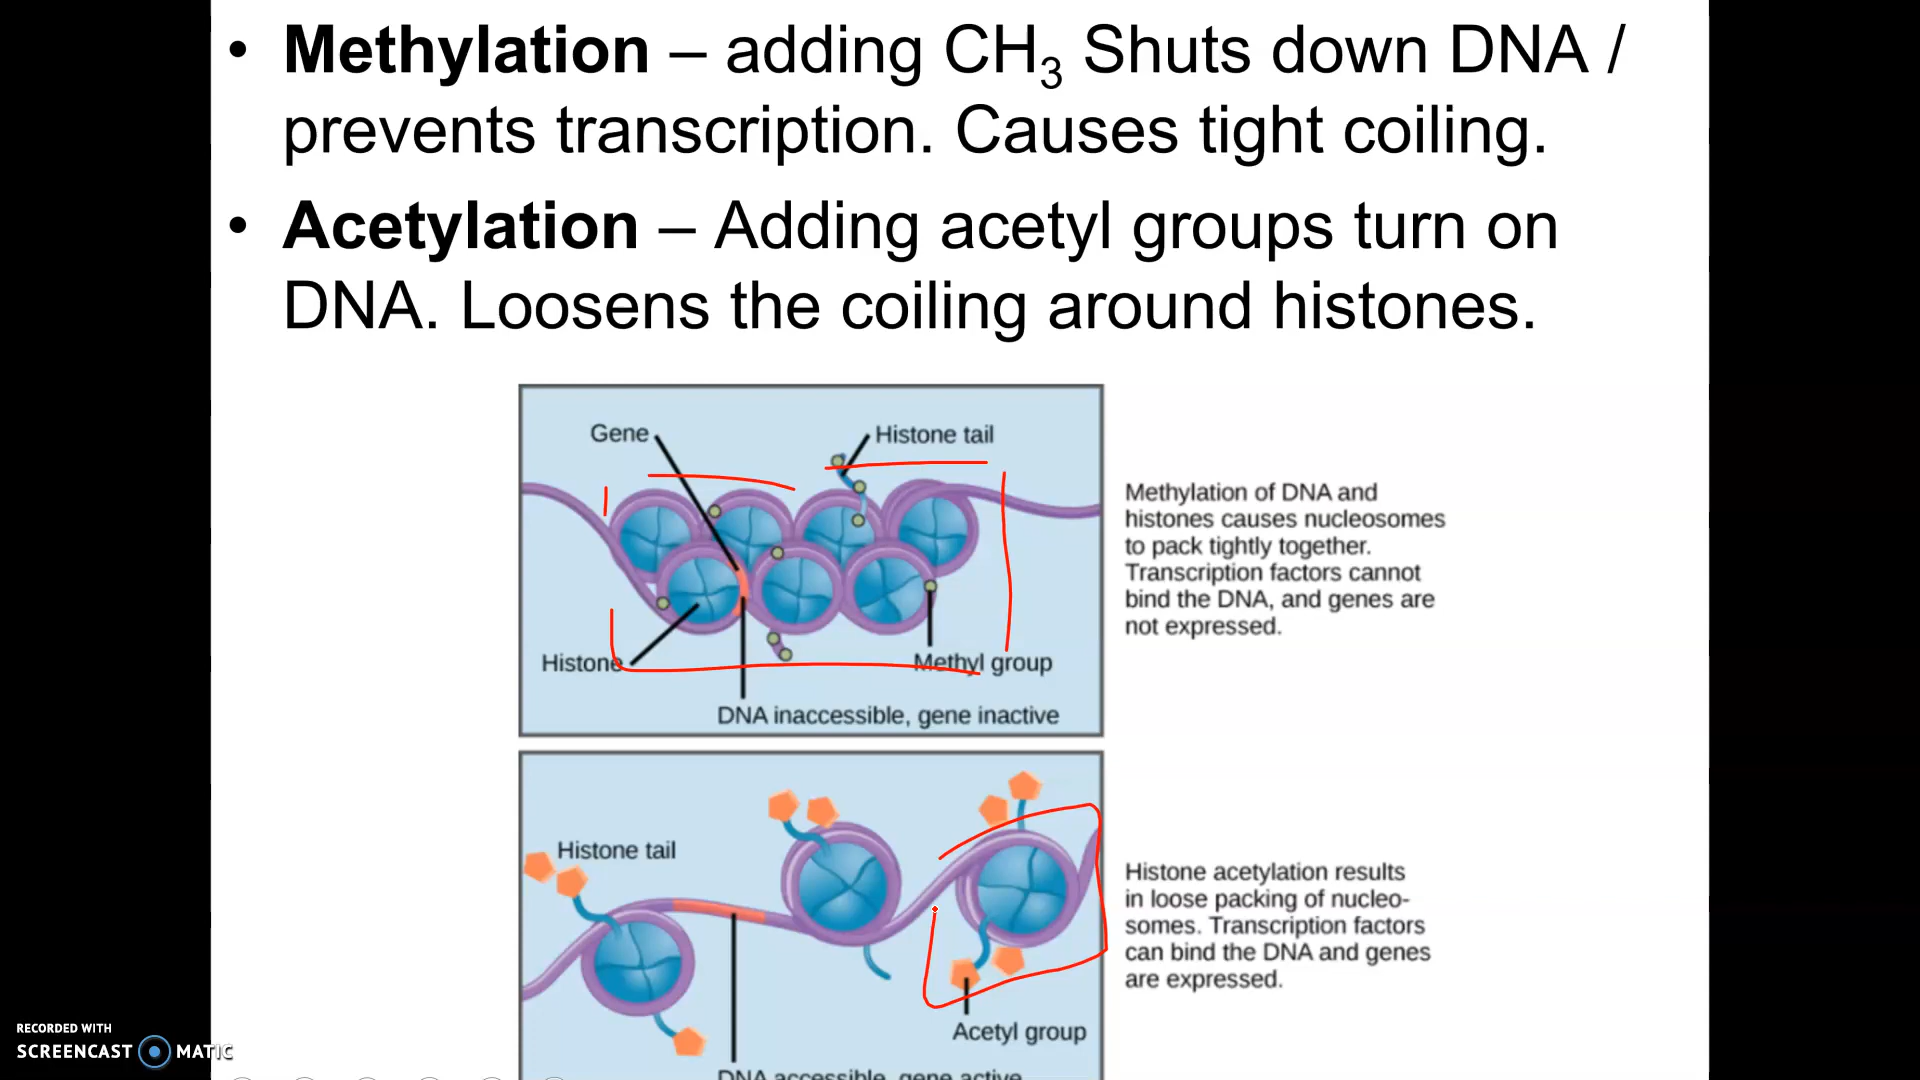 • Methylation – adding CH₃ Shuts down DNA /
prevents transcription. Causes tight coiling.
• Acetylation – Adding acetyl groups turn on
DNA. Loosens the coiling around histones.
Gene
Histone tail
Histone
Methyl group
DNA inaccessible, gene inactive
Methylation of DNA and
histones causes nucleosomes
to pack tightly together.
Transcription factors cannot
bind the DNA, and genes are
not expressed.
Histone tail
Acetyl group
DNA accessible, gene active
Histone acetylation results
in loose packing of nucleo-
somes. Transcription factors
can bind the DNA and genes
are expressed.
RECORDED WITH
SCREENCAST MATIC